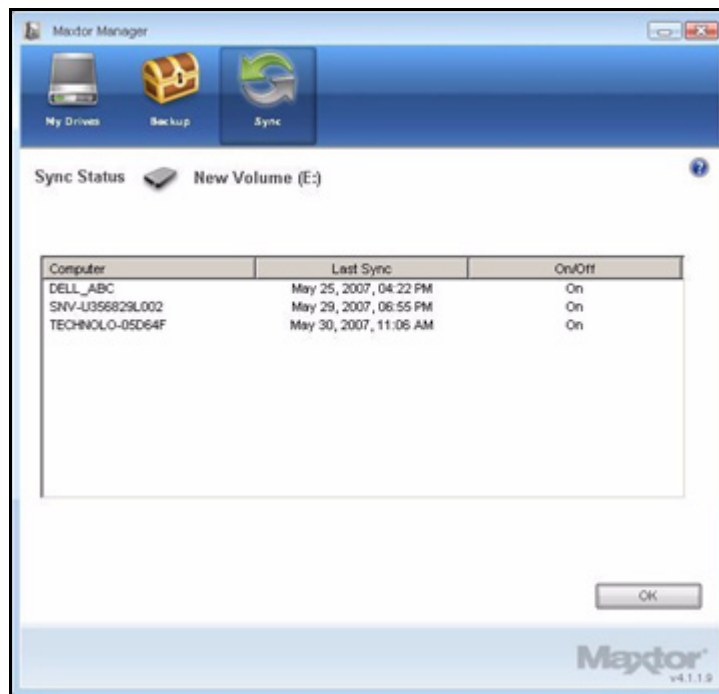 Maxtor Manager
My Drives Backup Sync
Sync Status New Volume (E:)
Computer Last Sync On/Off
DELL_ABC May 25, 2007, 04:22 PM On
SNV-U356829L002 May 29, 2007, 06:55 PM On
TECHNOLO-05D64F May 30, 2007, 11:06 AM On
OK
Maxtor
v4.1.1.9